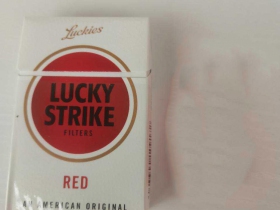 Luckies
LUCKY
STRIKE
FILTERS
RED
AN AMERICAN ORIGINAL